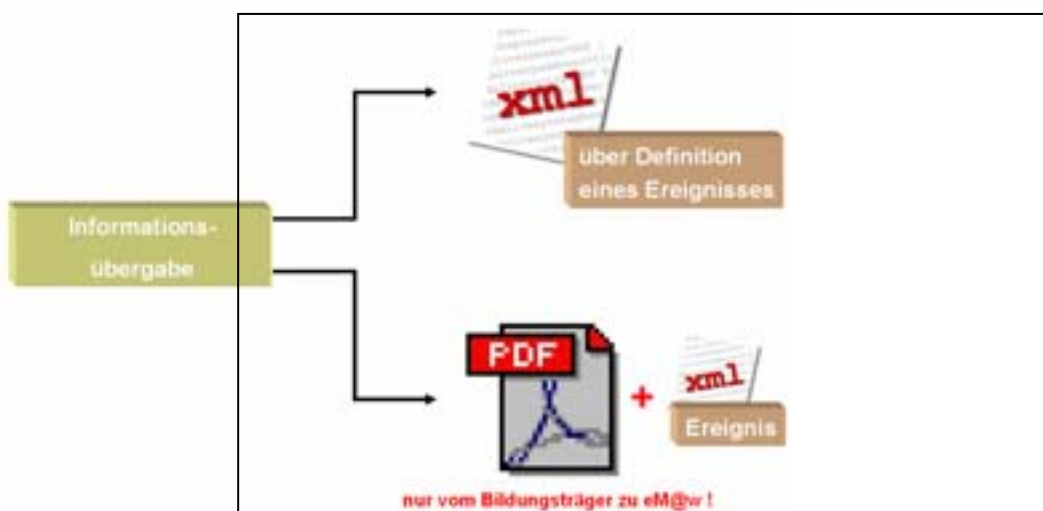 xml
über Definition
eines Ereignisses
Informations-
übergabe
PDF
+
xml
Ereignis
nur vom Bildungsträger zu eM@w !